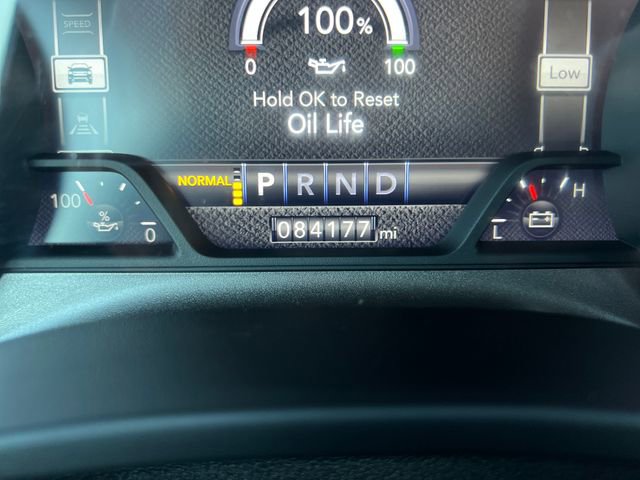 SPEED
100%
0 100
Hold OK to Reset
Oil Life
Low
NORMAL P R N D
100 % 0
L H
084177 mi